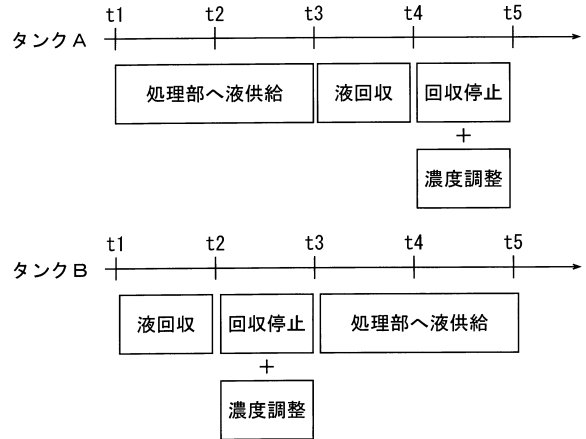 t1 t2 t3 t4 t5
タンクA
処理部へ液供給 液回収 回収停止
+
濃度調整
t1 t2 t3 t4 t5
タンクB
液回収 回収停止 処理部へ液供給
+
濃度調整